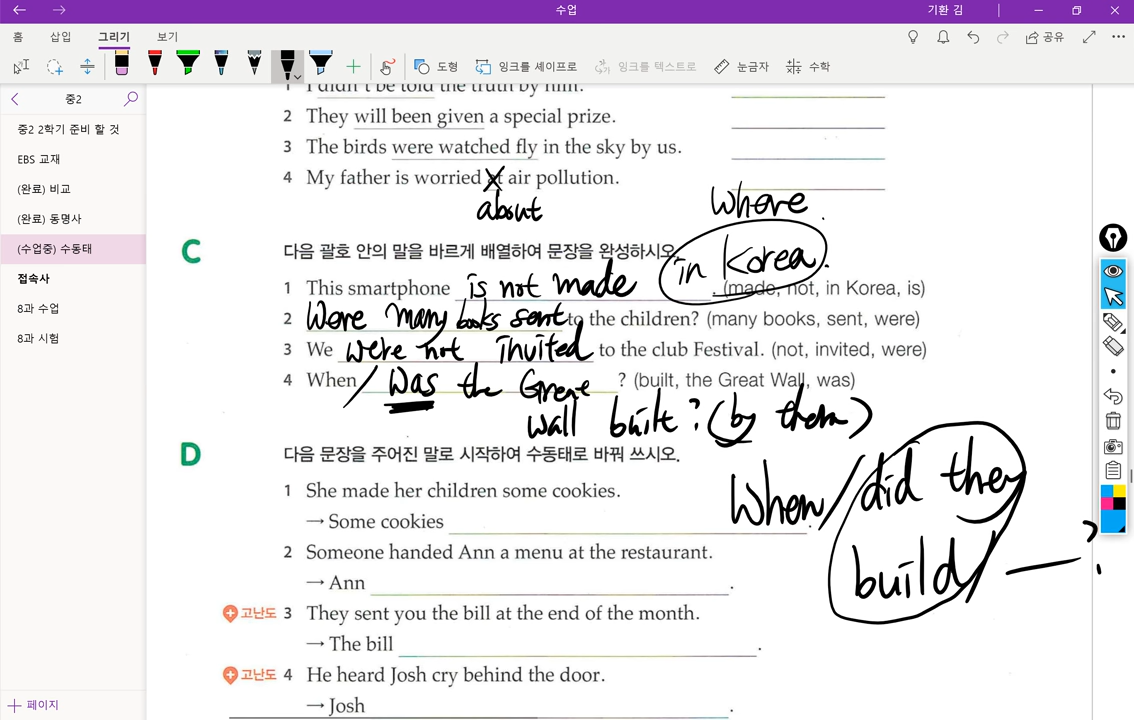 수업
기환 김
홈 삽입 그리기 보기
공유
도형 잉크를 셰이프로 잉크를 텍스트로 눈금자 수학
중2
중2 2학기 준비 할 것
EBS 교재
(완료) 비교
(완료) 동명사
(수업중) 수동태
접속사
8과 수업
8과 시험
페이지
1 I didn't be told the truth by him.
2 They will been given a special prize.
3 The birds were watched fly in the sky by us.
4 My father is worried at air pollution.
about
where
C 다음 괄호 안의 말을 바르게 배열하여 문장을 완성하시오.
in Korea.
1 This smartphone is not made . (made, not, in Korea, is)
2 Were many books sent to the children? (many books, sent, were)
3 We were not invited to the club Festival. (not, invited, were)
4 When / was the Great ? (built, the Great Wall, was)
wall built? (by them)
D 다음 문장을 주어진 말로 시작하여 수동태로 바꿔 쓰시오.
When / did they
build / — ?
1 She made her children some cookies.
→ Some cookies .
2 Someone handed Ann a menu at the restaurant.
→ Ann .
고난도 3 They sent you the bill at the end of the month.
→ The bill .
고난도 4 He heard Josh cry behind the door.
→ Josh .